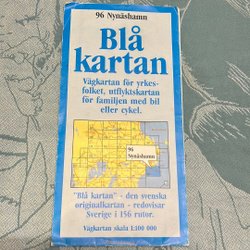 96 Nynäshamn
Blå
kartan
Vägkartan för yrkes-
folket, utflyktskartan
för familjen med bil
eller cykel.
96
Nynäshamn
"Blå kartan" - den svenska
originalkartan - redovisar
Sverige i 156 rutor.
Vägkartan skala 1:100 000